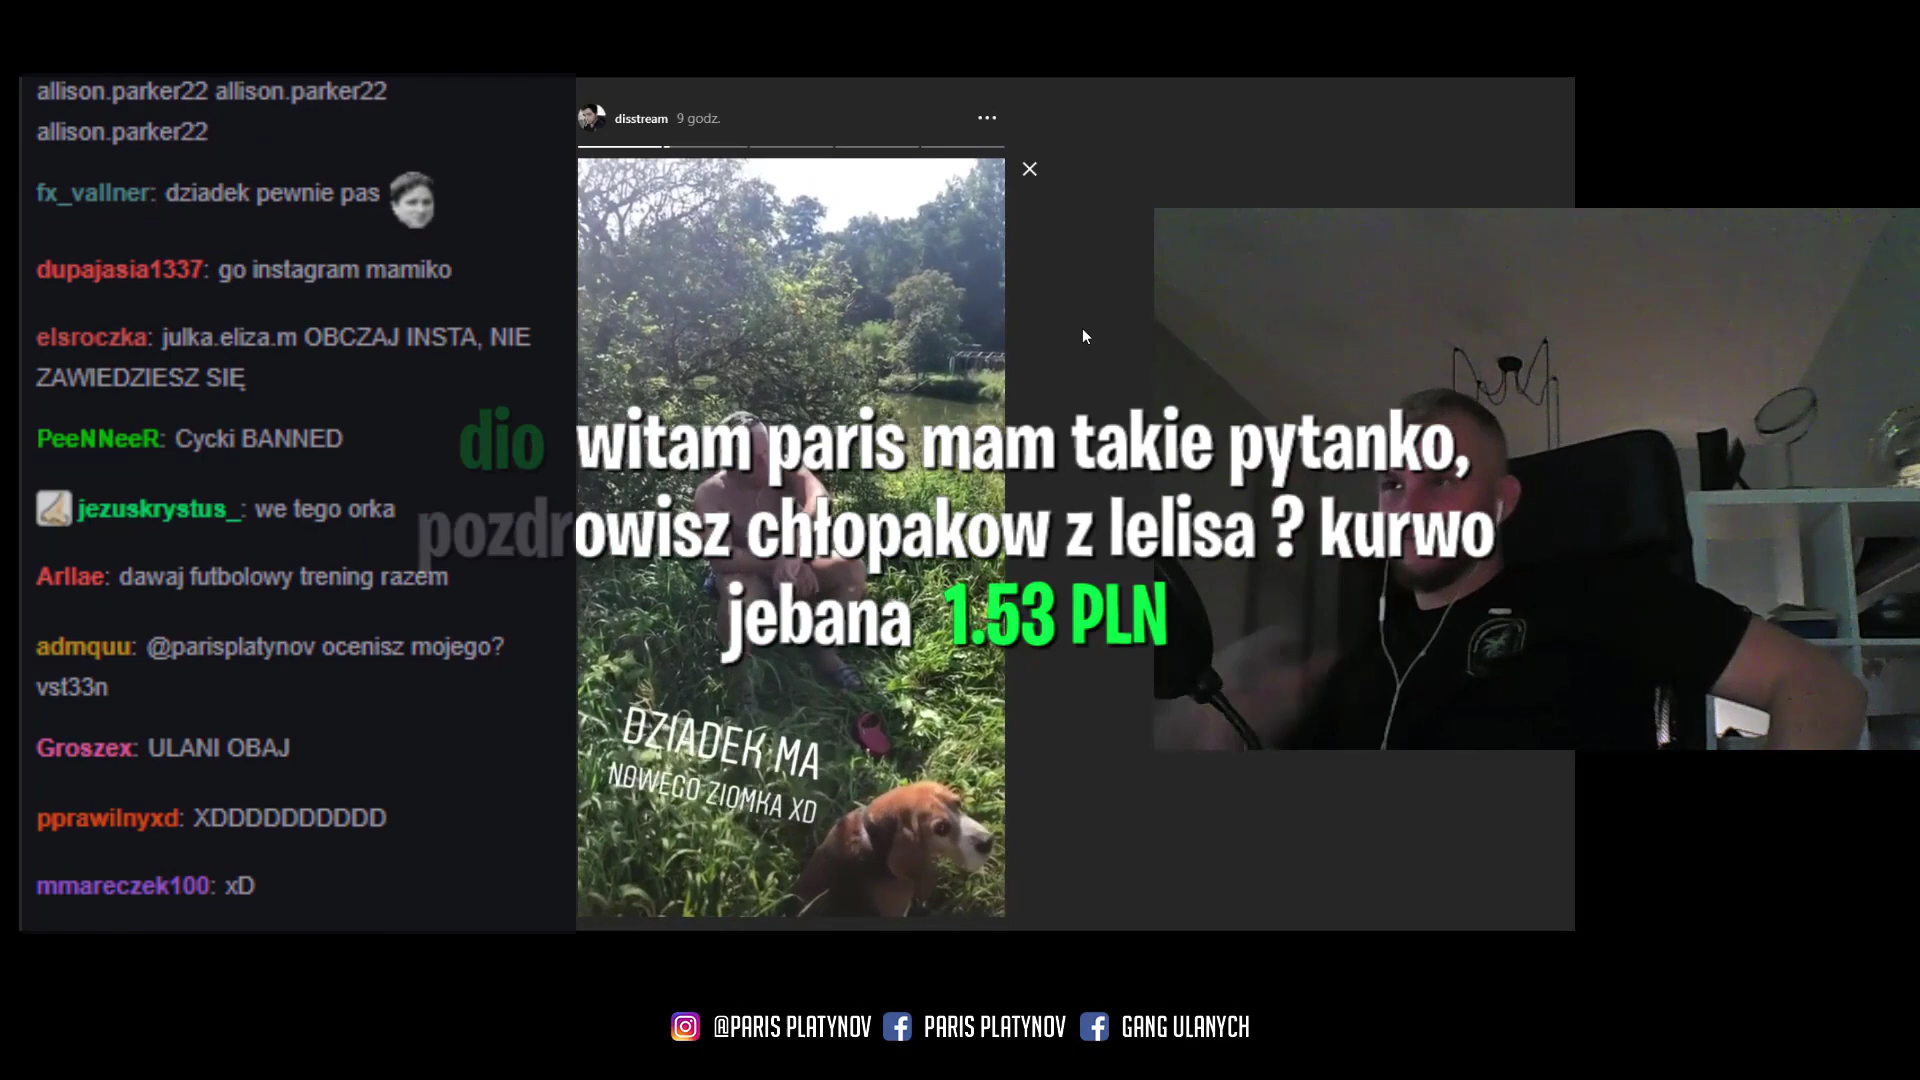 allison.parker22 allison.parker22
allison.parker22
fx_vallner: dziadek pewnie pas
dupajasia1337: go instagram mamiko
elsroczka: julka.eliza.m OBCZAJ INSTA, NIE
ZAWIEDZIESZ SIĘ
PeeNNeeR: Cycki BANNED
jezuskrystus_: we tego orka
Arllae: dawaj futbolowy trening razem
admquu: @parisplatynov ocenisz mojego?
vst33n
Groszex: ULANI OBAJ
pprawilnyxd: XDDDDDDDDDD
mmareczek100: xD
disstream 9 godz.
dio witam paris mam takie pytanko,
pozdrowisz chłopakow z lelisa ? kurwo
jebana 1.53 PLN
DZIADEK MA
NOWEGO ZIOMKA XD
@PARIS PLATYNOV PARIS PLATYNOV GANG ULANYCH